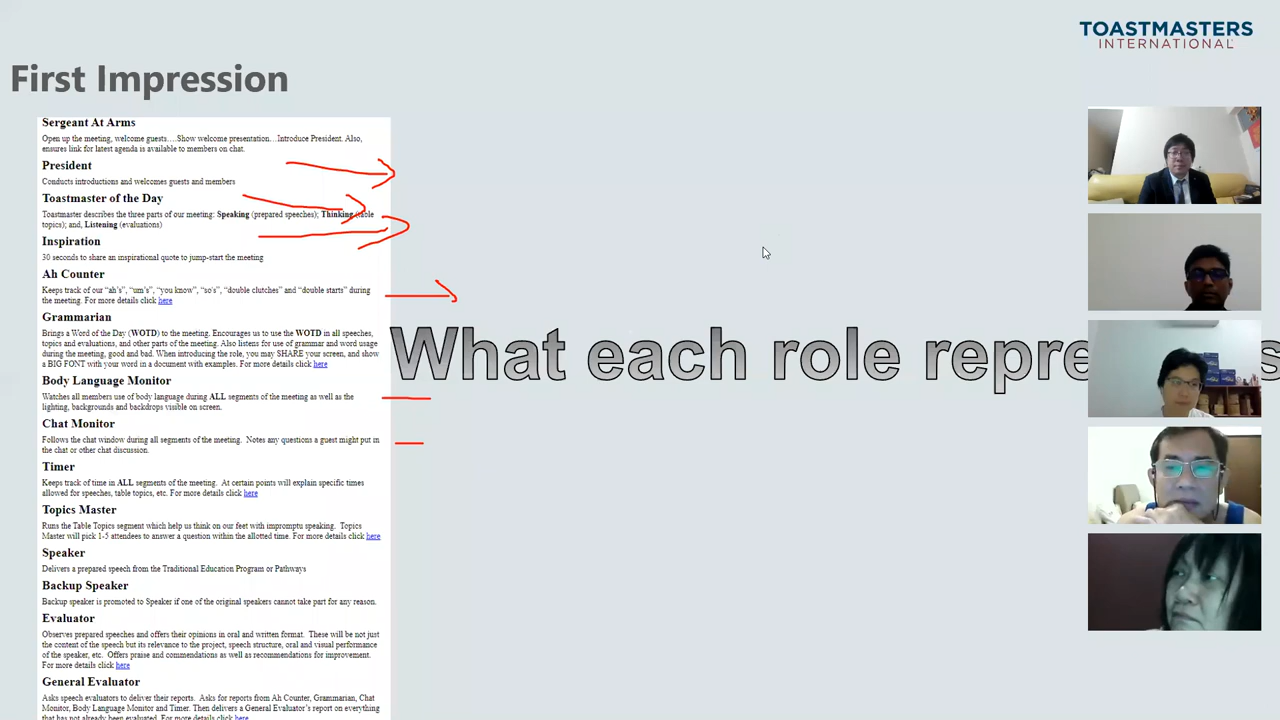 TOASTMASTERS
INTERNATIONAL
First Impression
Sergeant At Arms
Open up the meeting, welcome guests….Show welcome presentation…Introduce President. Also,
ensures link for latest agenda is available to members on chat.
President
Conducts introductions and welcomes guests and members
Toastmaster of the Day
Toastmaster describes the three parts of our meeting: Speaking (prepared speeches); Thinking (table
topics); and, Listening (evaluations)
Inspiration
30 seconds to share an inspirational quote to jump-start the meeting
Ah Counter
Keeps track of our “ah’s”, “um’s”, “you know”, “so's”, “double clutches” and “double starts” during
the meeting. For more details click here
Grammarian
Brings a Word of the Day (WOTD) to the meeting. Encourages us to use the WOTD in all speeches,
topics and evaluations, and other parts of the meeting. Also listens for use of grammar and word usage
during the meeting, good and bad. When introducing the role, you may SHARE your screen, and show
a BIG FONT with your word in a document with examples. For more details click here
Body Language Monitor
Watches all members use of body language during ALL segments of the meeting as well as the
lighting, backgrounds and backdrops visible on screen.
Chat Monitor
Follows the chat window during all segments of the meeting. Notes any questions a guest might put in
the chat or other chat discussion.
Timer
Keeps track of time in ALL segments of the meeting. At certain points will explain specific times
allowed for speeches, table topics, etc. For more details click here
Topics Master
Runs the Table Topics segment which help us think on our feet with impromptu speaking. Topics
Master will pick 1-5 attendees to answer a question within the allotted time. For more details click here
Speaker
Delivers a prepared speech from the Traditional Education Program or Pathways
Backup Speaker
Backup speaker is promoted to Speaker if one of the original speakers cannot take part for any reason.
Evaluator
Observes prepared speeches and offers their opinions in oral and written format. These will be not just
the content of the speech but its relevance to the project, speech structure, oral and visual performance
of the speaker, etc. Offers praise and commendations as well as recommendations for improvement.
For more details click here
General Evaluator
Asks speech evaluators to deliver their reports. Asks for reports from Ah Counter, Grammarian, Chat
Monitor, Body Language Monitor and Timer. Then delivers a General Evaluator’s report on everything
that has not already been evaluated. For more details click here
What each role repre s